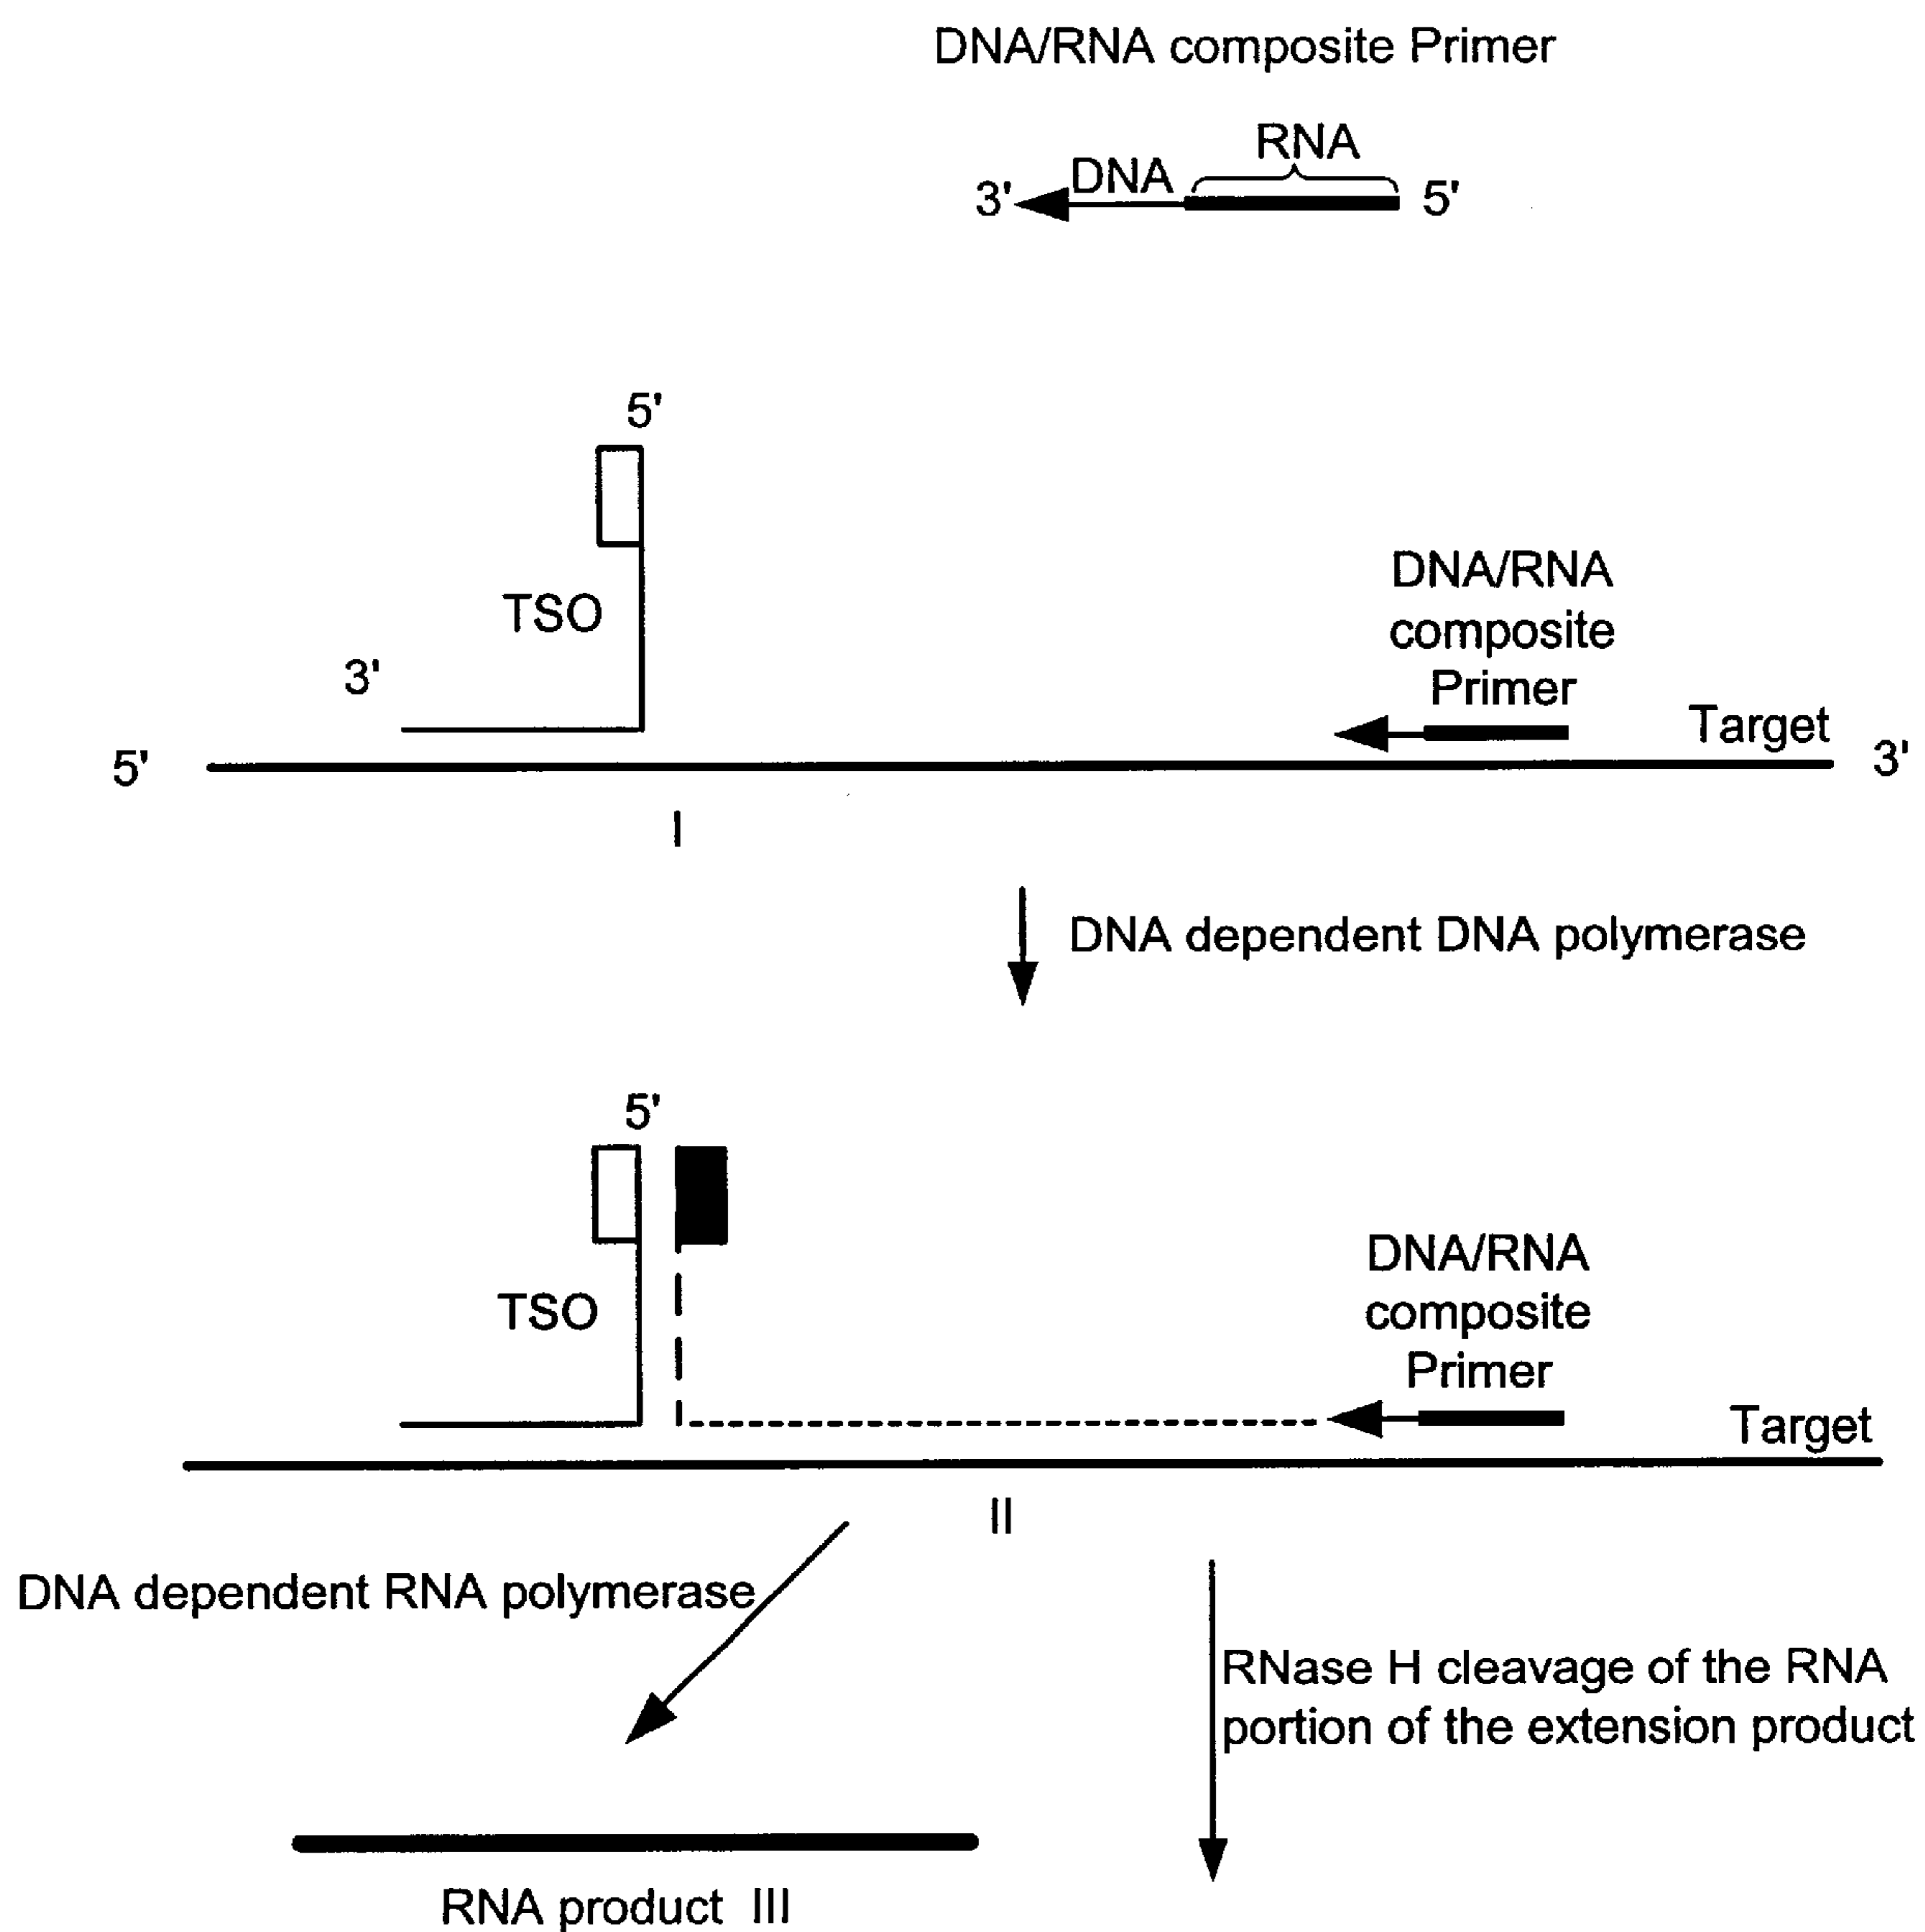 DNA/RNA composite Primer
RNA
DNA
3'
5'
5'
TSO
3'
DNA/RNA
composite
Primer
Target
5'
3'
I
DNA dependent DNA polymerase
5'
TSO
DNA/RNA
composite
Primer
Target
II
DNA dependent RNA polymerase
RNase H cleavage of the RNA
portion of the extension product
RNA product III